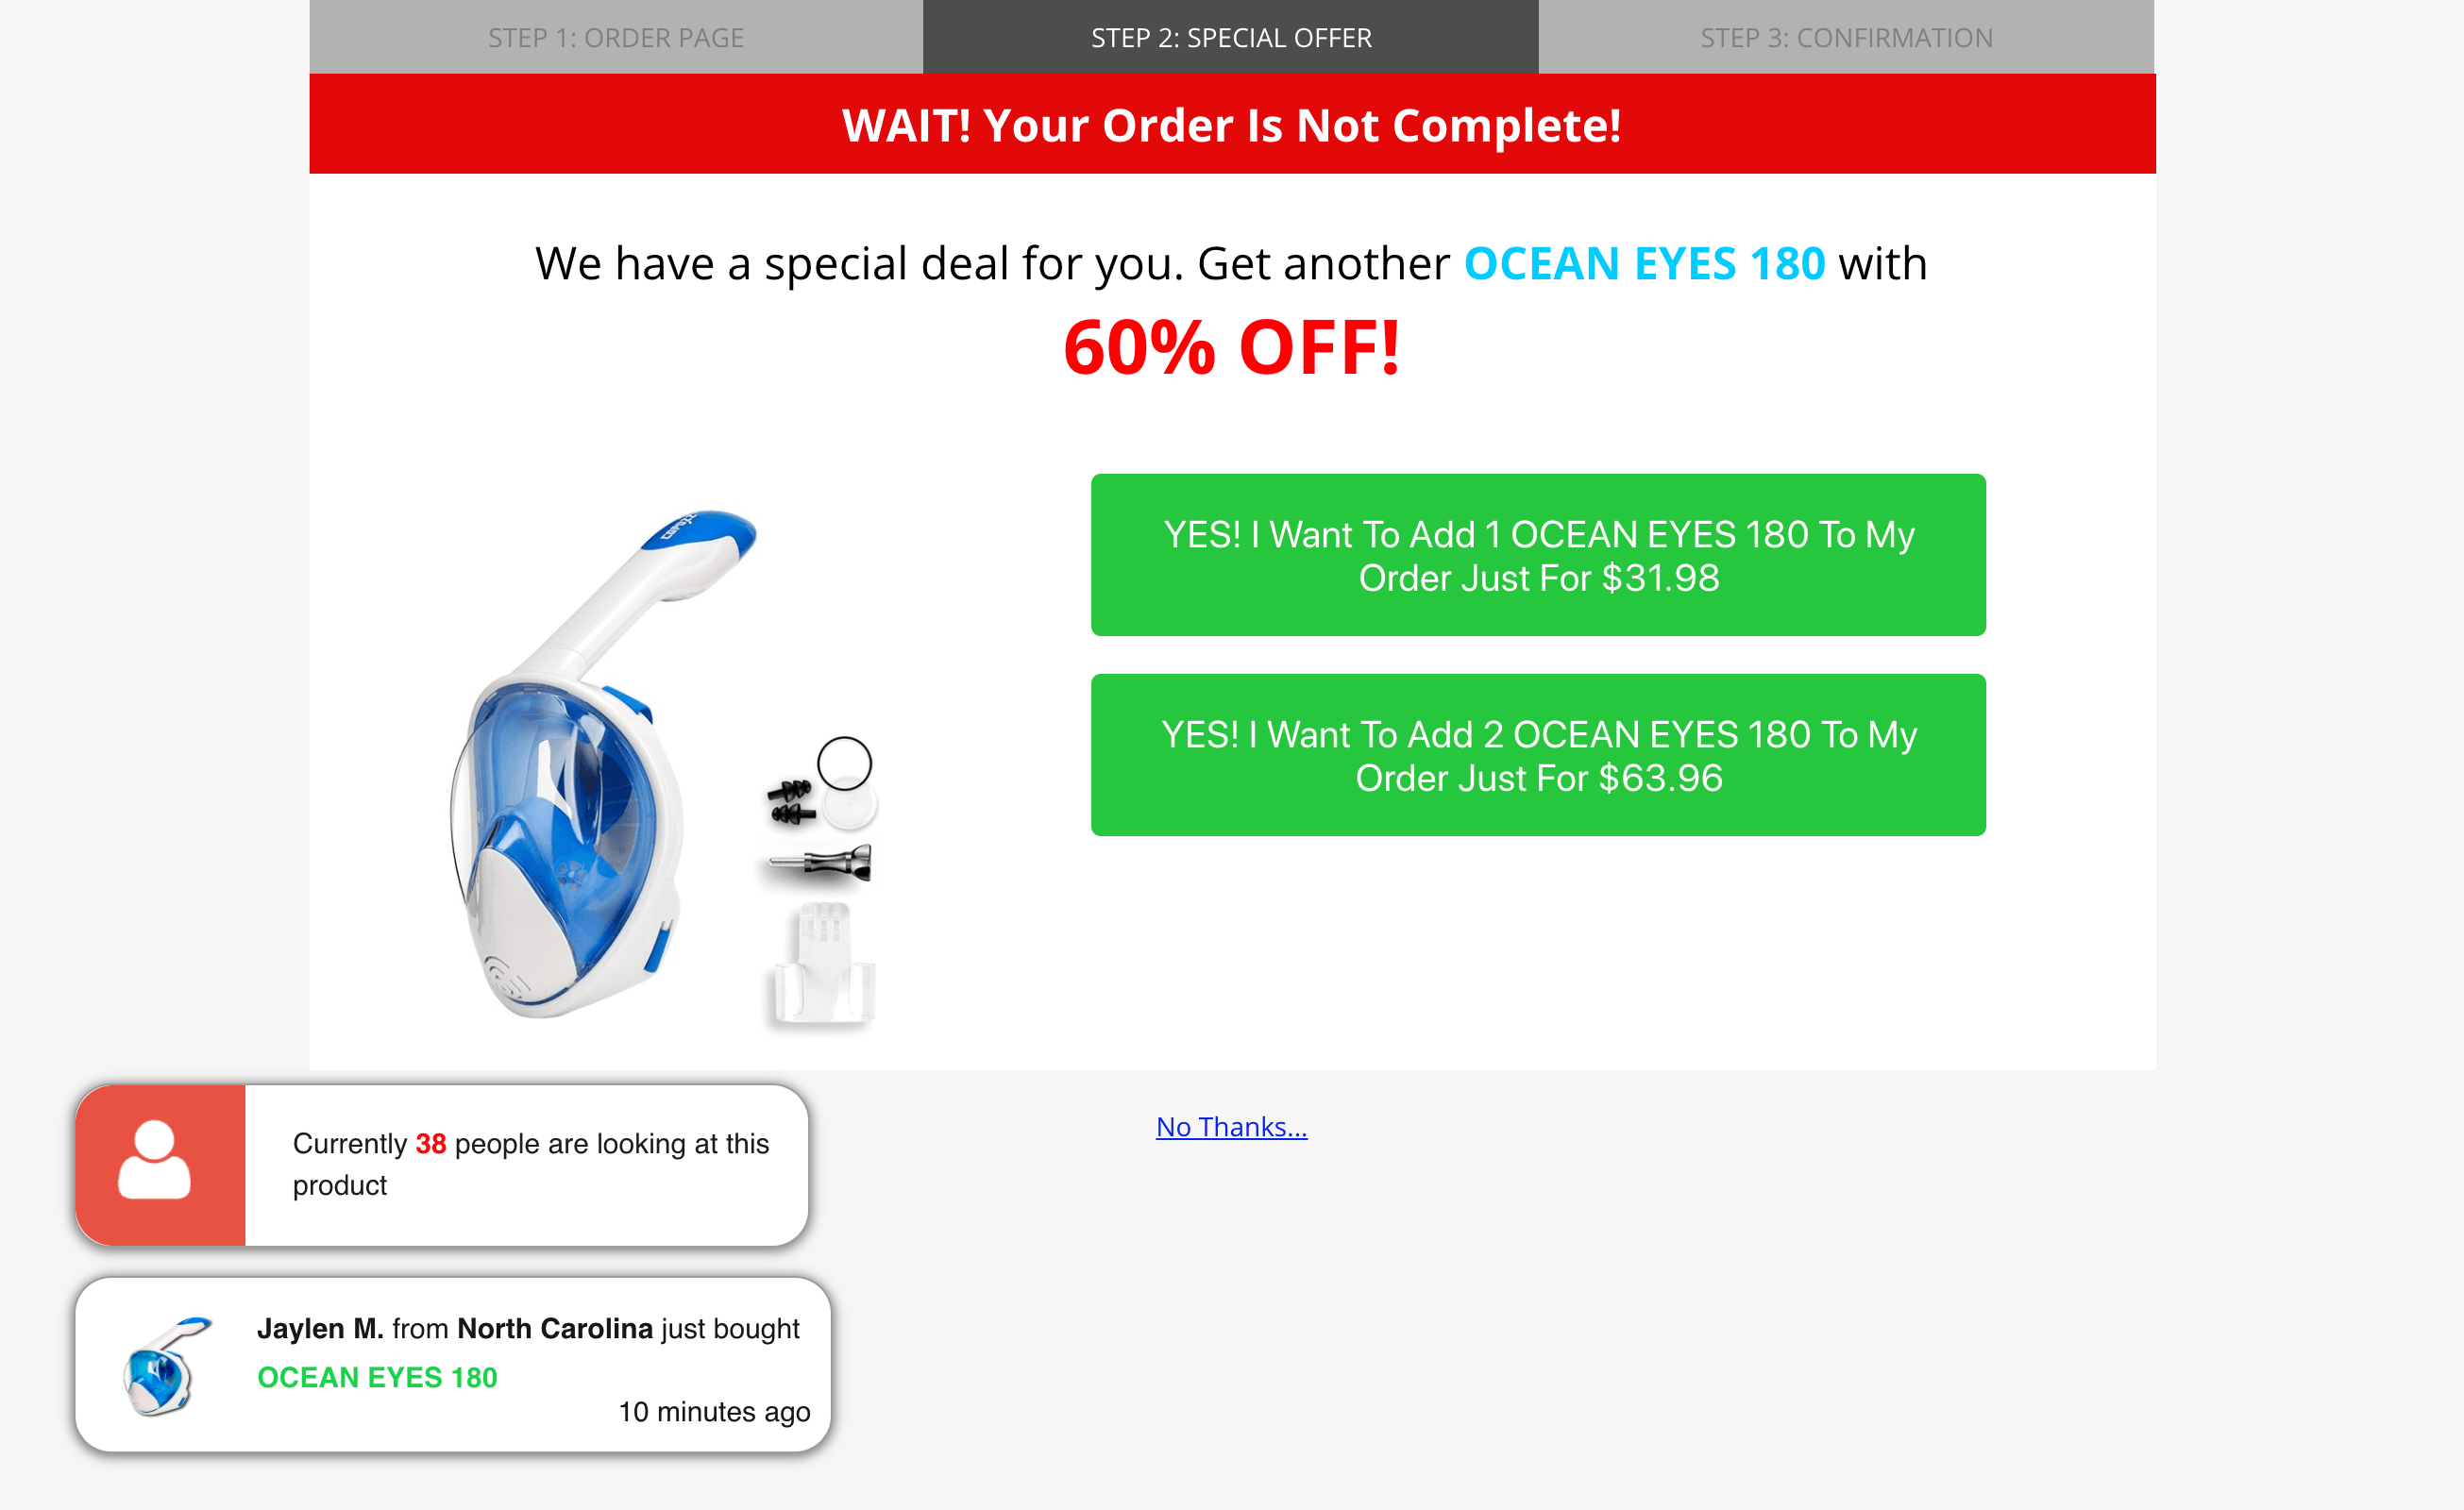 STEP 1: ORDER PAGE
STEP 2: SPECIAL OFFER
STEP 3: CONFIRMATION
WAIT! Your Order Is Not Complete!
We have a special deal for you. Get another OCEAN EYES 180 with
60% OFF!
YES! I Want To Add 1 OCEAN EYES 180 To My
Order Just For $31.98
YES! I Want To Add 2 OCEAN EYES 180 To My
Order Just For $63.96
No Thanks...
Currently 38 people are looking at this
product
Jaylen M. from North Carolina just bought
OCEAN EYES 180
10 minutes ago